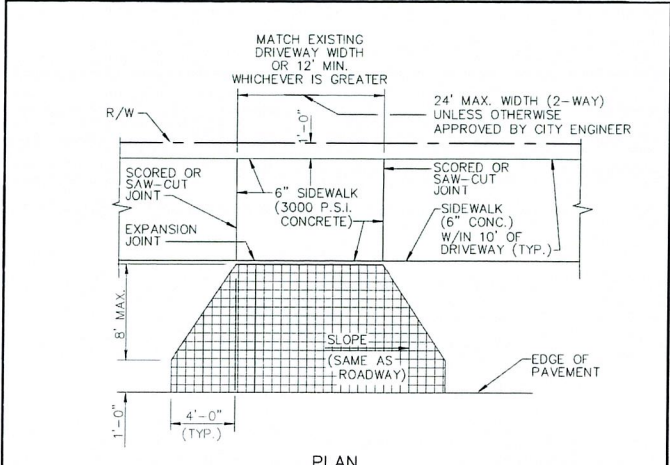 MATCH EXISTING
DRIVEWAY WIDTH
OR 12' MIN.
WHICHEVER IS GREATER
R/W
1'-0"
24' MAX. WIDTH (2-WAY)
UNLESS OTHERWISE
APPROVED BY CITY ENGINEER
SCORED OR
SAW-CUT
JOINT
6" SIDEWALK
(3000 P.S.I.
CONCRETE)
SCORED OR
SAW-CUT
JOINT
EXPANSION
JOINT
SIDEWALK
(6" CONC.)
W/IN 10' OF
DRIVEWAY (TYP.)
8' MAX.
SLOPE
(SAME AS
ROADWAY)
EDGE OF
PAVEMENT
1'-0"
4'-0"
(TYP.)
PLAN